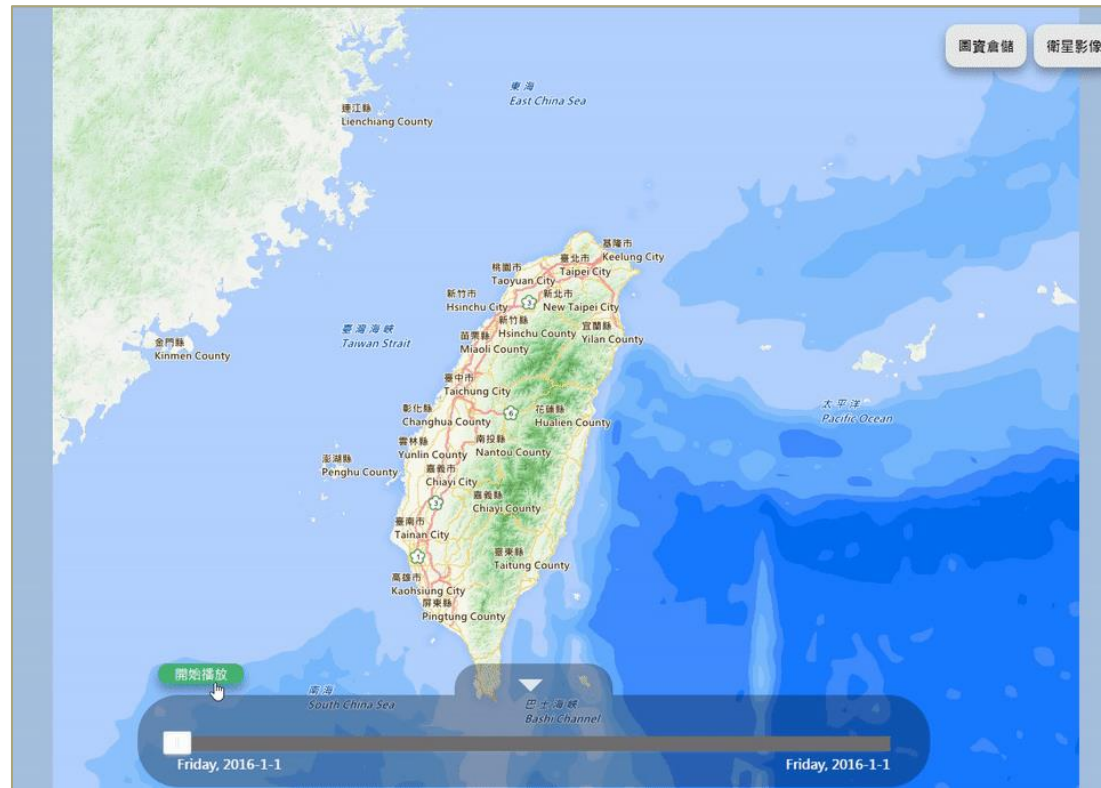 圖資倉儲
衛星影像
東海
East China Sea
連江縣
Lienchiang County
基隆市
Keelung City
臺北市
Taipei City
桃園市
Taoyuan City
新竹市
Hsinchu City
新北市
New Taipei City
3
新竹縣
Hsinchu County
宜蘭縣
Yilan County
臺灣海峽
Taiwan Strait
苗栗縣
Miaoli County
金門縣
Kinmen County
臺中市
Taichung City
太平洋
Pacific Ocean
彰化縣
Changhua County
6
花蓮縣
Hualien County
雲林縣
Yunlin County
南投縣
Nantou County
澎湖縣
Penghu County
嘉義市
Chiayi City
嘉義縣
Chiayi County
3
臺南市
Tainan City
1
臺東縣
Taitung County
高雄市
Kaohsiung City
屏東縣
Pingtung County
開始播放
南海
South China Sea
巴士海峽
Bashi Channel
Friday, 2016-1-1
Friday, 2016-1-1